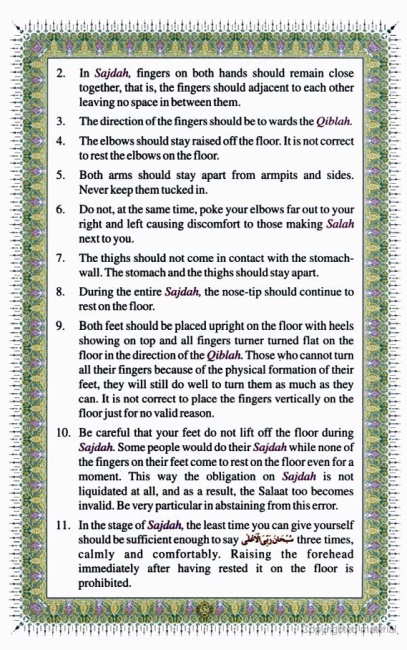 2. In Sajdah, fingers on both hands should remain close
together, that is, the fingers should adjacent to each other
leaving no space in between them.
3. The direction of the fingers should be to wards the Qiblah.
4. The elbows should stay raised off the floor. It is not correct
to rest the elbows on the floor.
5. Both arms should stay apart from armpits and sides.
Never keep them tucked in.
6. Do not, at the same time, poke your elbows far out to your
right and left causing discomfort to those making Salah
next to you.
7. The thighs should not come in contact with the stomach-
wall. The stomach and the thighs should stay apart.
8. During the entire Sajdah, the nose-tip should continue to
rest on the floor.
9. Both feet should be placed upright on the floor with heels
showing on top and all fingers turner turned flat on the
floor in the direction of the Qiblah. Those who cannot turn
all their fingers because of the physical formation of their
feet, they will still do well to turn them as much as they
can. It is not correct to place the fingers vertically on the
floor just for no valid reason.
10. Be careful that your feet do not lift off the floor during
Sajdah. Some people would do their Sajdah while none of
the fingers on their feet come to rest on the floor even for a
moment. This way the obligation on Sajdah is not
liquidated at all, and as a result, the Salaat too becomes
invalid. Be very particular in abstaining from this error.
11. In the stage of Sajdah, the least time you can give yourself
should be sufficient enough to say سُبْحَانَ رَبِّيَ الْاَعْلٰى three times,
calmly and comfortably. Raising the forehead
immediately after having rested it on the floor is
prohibited.
Copyrighted material